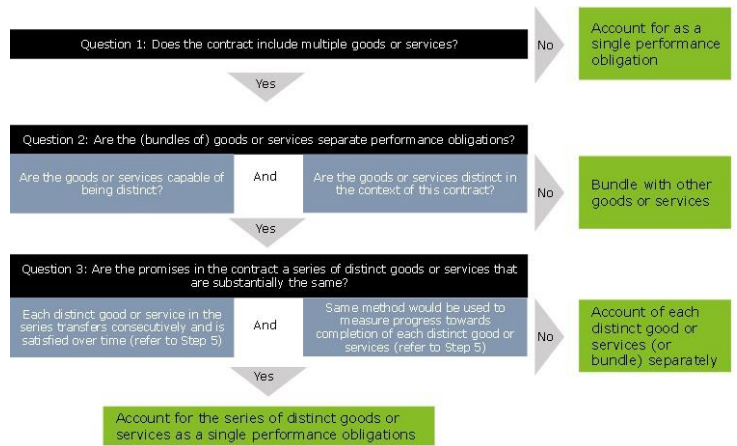 Question 1: Does the contract include multiple goods or services?
No
Account for as a
single performance
obligation
Yes
Question 2: Are the (bundles of) goods or services separate performance obligations?
Are the goods or services capable of
being distinct?
And
Are the goods or services distinct in
the context of this contract?
No
Bundle with other
goods or services
Yes
Question 3: Are the promises in the contract a series of distinct goods or services that
are substantially the same?
Each distinct good or service in the
series transfers consecutively and is
satisfied over time (refer to Step 5)
And
Same method would be used to
measure progress towards
completion of each distinct good or
services (refer to Step 5)
No
Account of each
distinct good or
services (or
bundle) separately
Yes
Account for the series of distinct goods or
services as a single performance obligations